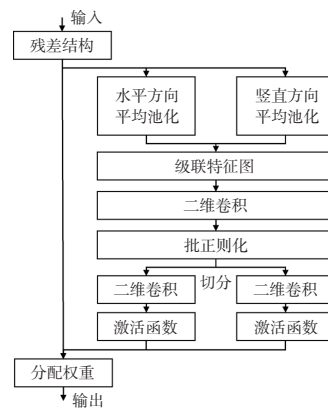 输入
残差结构
水平方向
平均池化
竖直方向
平均池化
级联特征图
二维卷积
批正则化
切分
二维卷积
二维卷积
激活函数
激活函数
分配权重
输出